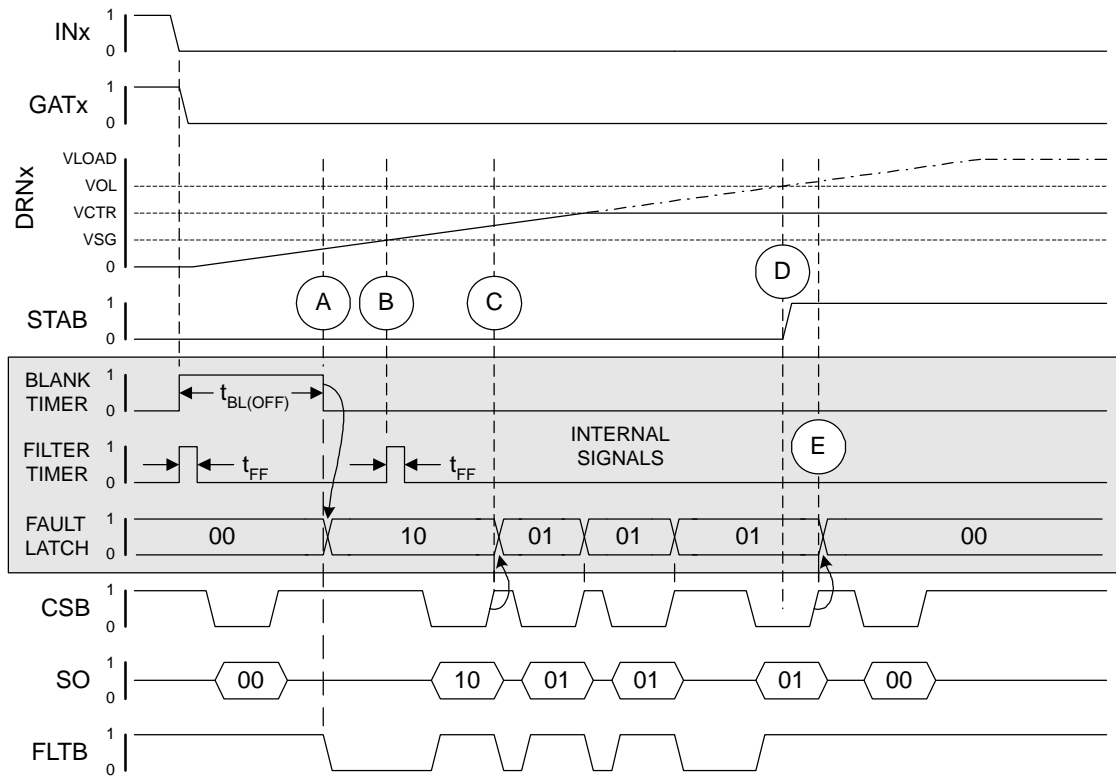 INx
1
0
GATx
1
0
DRNx
VLOAD
VOL
VCTR
VSG
0
A
B
C
D
STAB
1
0
BLANK
TIMER
1
0
tBL(OFF)
FILTER
TIMER
1
0
tFF
tFF
INTERNAL
SIGNALS
E
FAULT
LATCH
1
0
00
10
01
01
01
00
CSB
1
0
SO
1
0
00
10
01
01
01
00
FLTB
1
0